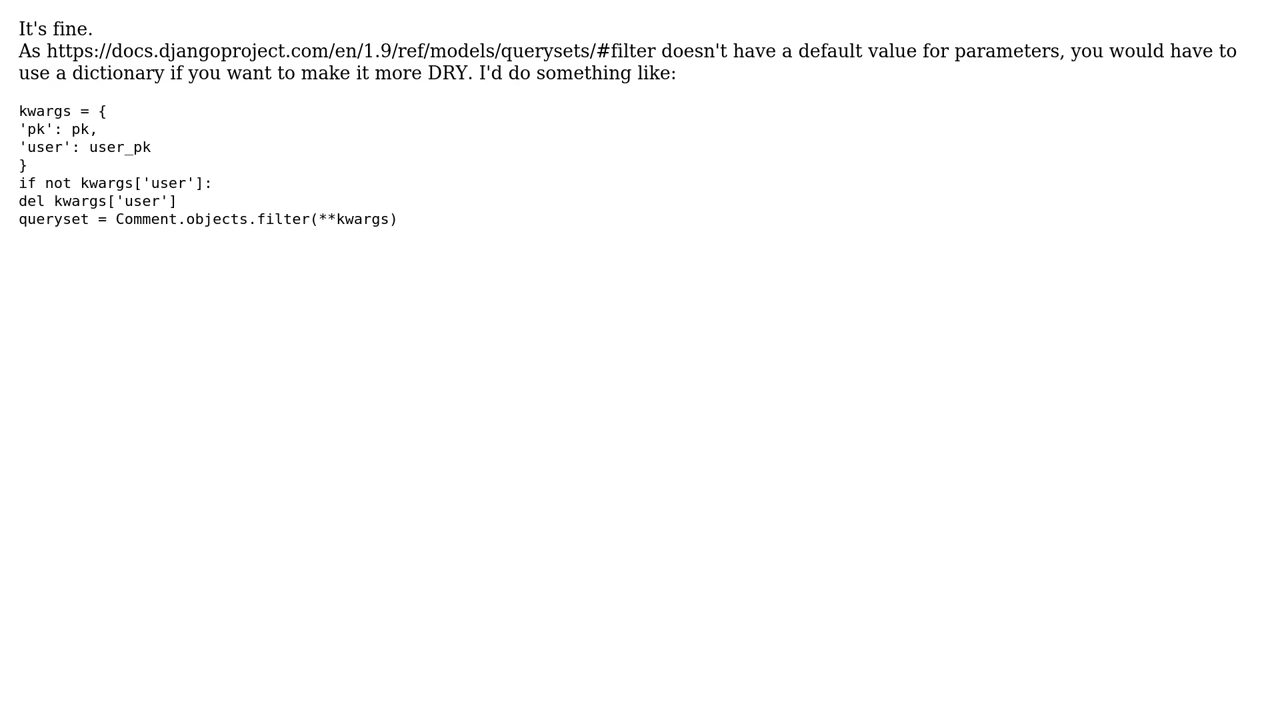 It's fine.
As https://docs.djangoproject.com/en/1.9/ref/models/querysets/#filter doesn't have a default value for parameters, you would have to
use a dictionary if you want to make it more DRY. I'd do something like:
kwargs = {
'pk': pk,
'user': user_pk
}
if not kwargs['user']:
del kwargs['user']
queryset = Comment.objects.filter(**kwargs)